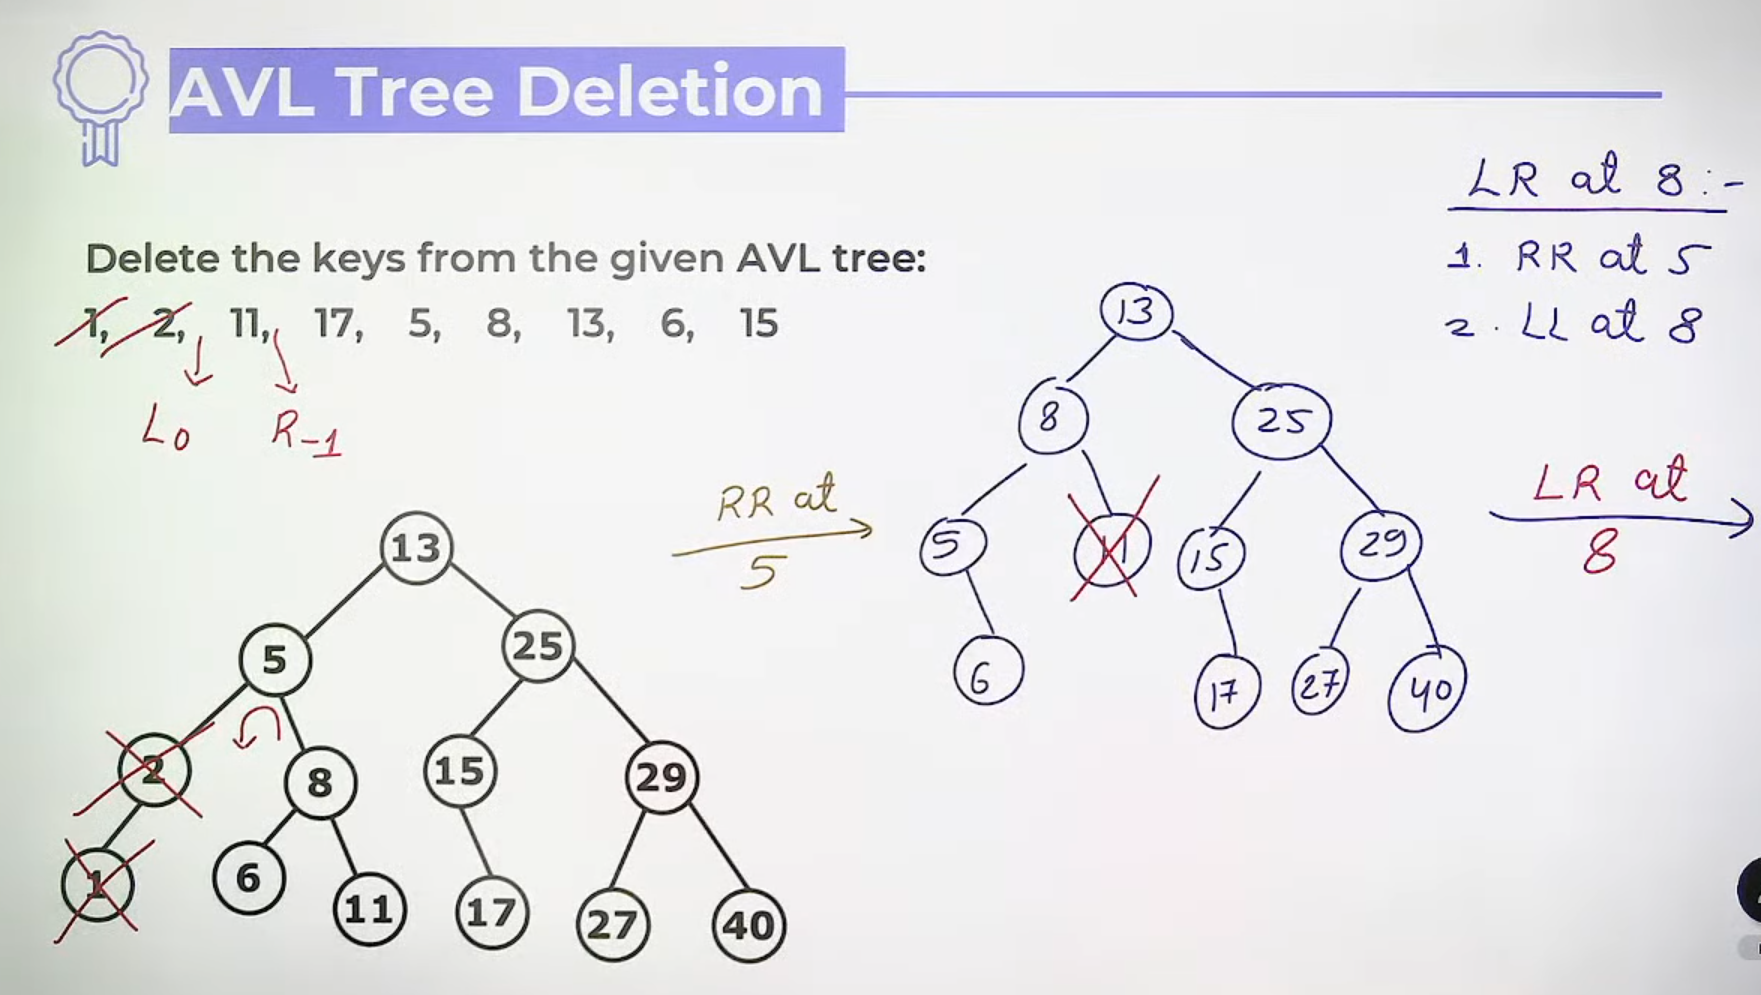 AVL Tree Deletion
Delete the keys from the given AVL tree:
1, 2, 11, 17, 5, 8, 13, 6, 15
L0 R-1
13
5 25
2 8 15 29
1 6 11 17 27 40
RR at
5
13
8 25
5 11 15 29
6 17 27 40
LR at 8:-
1. RR at 5
2. LL at 8
LR at
8